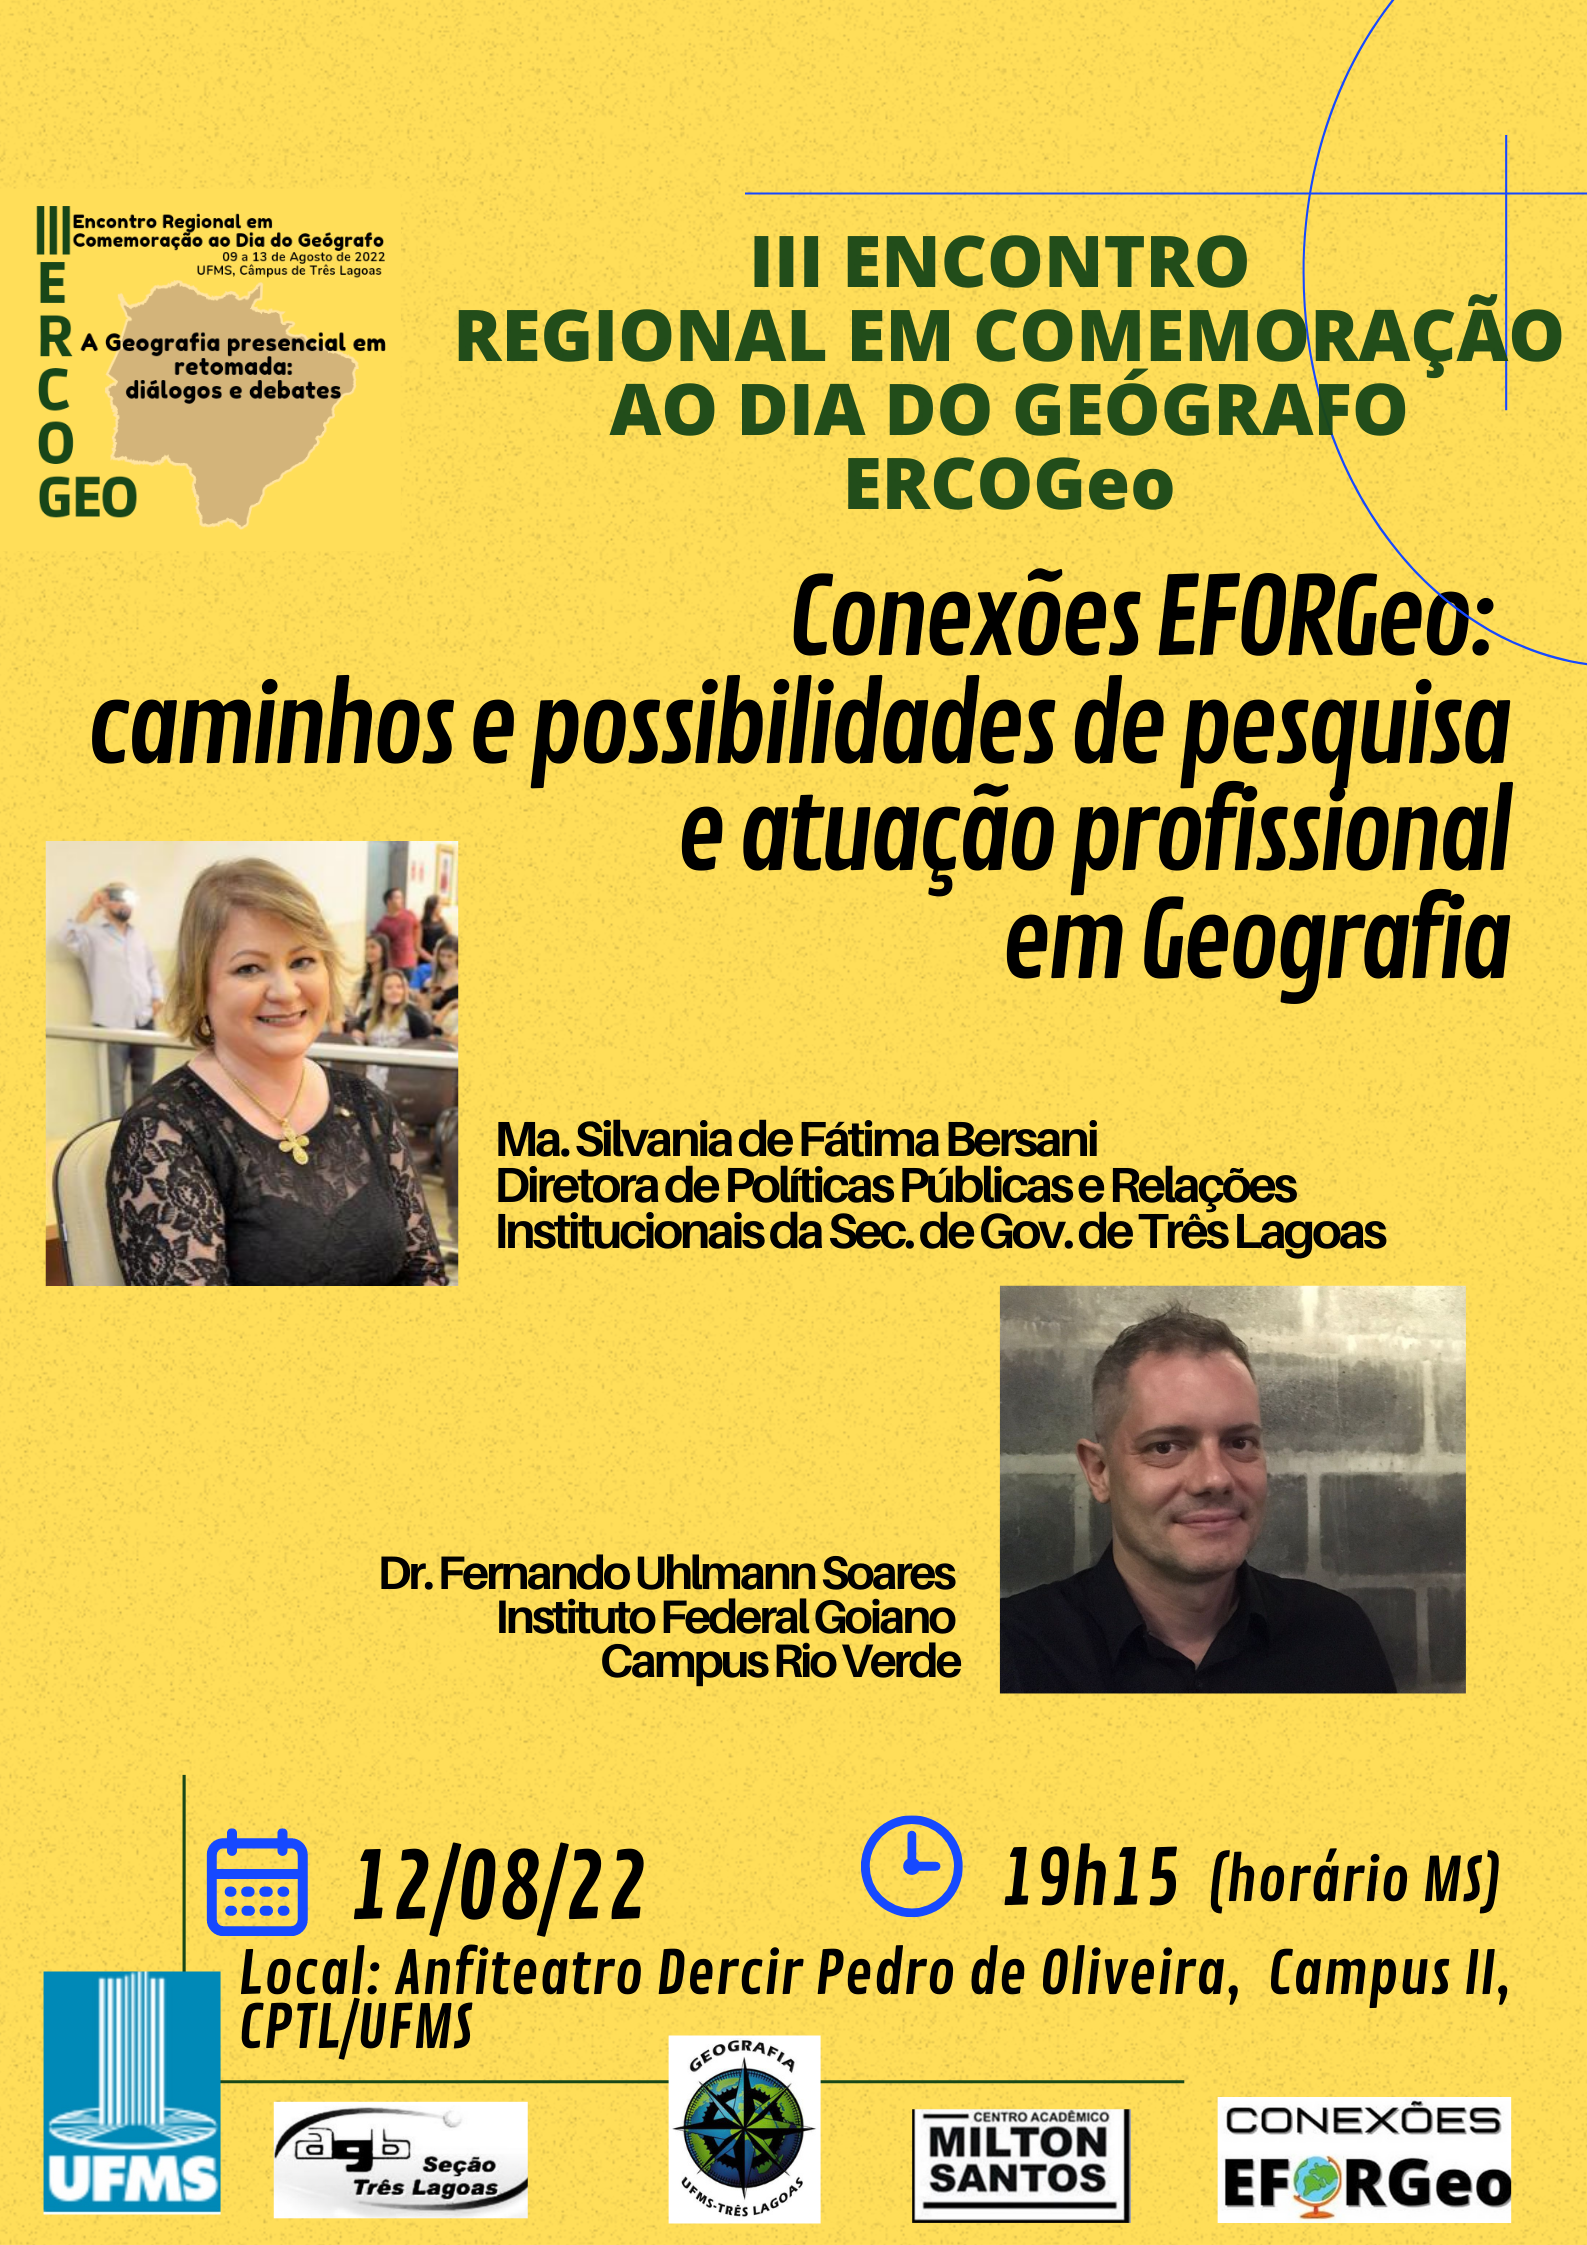 III Encontro Regional em
Comemoração ao Dia do Geógrafo
09 a 13 de Agosto de 2022
UFMS, Câmpus de Três Lagoas
E
R
C
O
GEO
A Geografia presencial em
retomada:
diálogos e debates
III ENCONTRO
REGIONAL EM COMEMORAÇÃO
AO DIA DO GEÓGRAFO
ERCOGeo
Conexões EFORGeo:
caminhos e possibilidades de pesquisa
e atuação profissional
em Geografia
Ma. Silvania de Fátima Bersani
Diretora de Políticas Públicas e Relações
Institucionais da Sec. de Gov. de Três Lagoas
Dr. Fernando Uhlmann Soares
Instituto Federal Goiano
Campus Rio Verde
12/08/22
19h15 (horário MS)
Local: Anfiteatro Dercir Pedro de Oliveira, Campus II,
CPTL/UFMS
UFMS
agb
Seção
Três Lagoas
GEOGRAFIA
UFMS-TRÊS LAGOAS
CENTRO ACADÊMICO
MILTON
SANTOS
CONEXÕES
EFORGeo